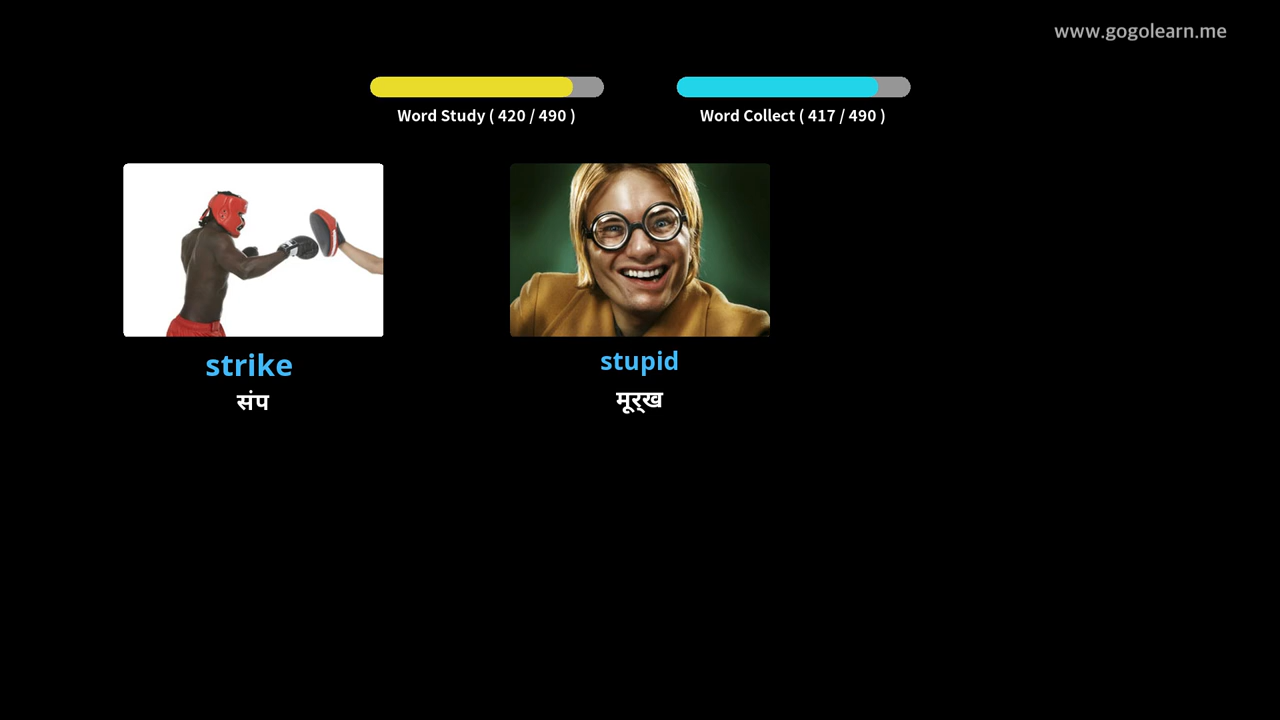 www.gogolearn.me
Word Study ( 420 / 490 )
Word Collect ( 417 / 490 )
strike
संप
stupid
मूर्ख